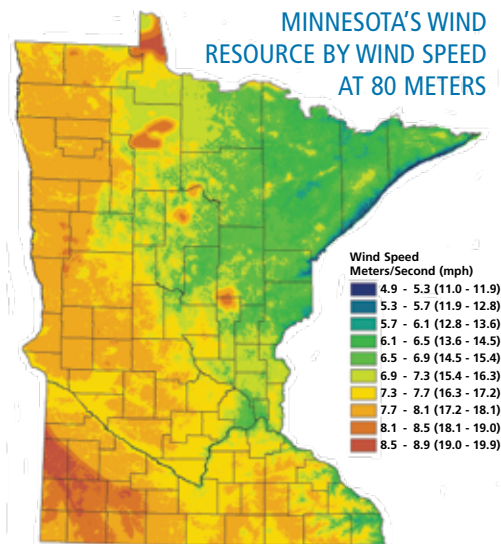 MINNESOTA'S WIND
RESOURCE BY WIND SPEED
AT 80 METERS
Wind Speed
Meters/Second (mph)
4.9 - 5.3 (11.0 - 11.9)
5.3 - 5.7 (11.9 - 12.8)
5.7 - 6.1 (12.8 - 13.6)
6.1 - 6.5 (13.6 - 14.5)
6.5 - 6.9 (14.5 - 15.4)
6.9 - 7.3 (15.4 - 16.3)
7.3 - 7.7 (16.3 - 17.2)
7.7 - 8.1 (17.2 - 18.1)
8.1 - 8.5 (18.1 - 19.0)
8.5 - 8.9 (19.0 - 19.9)